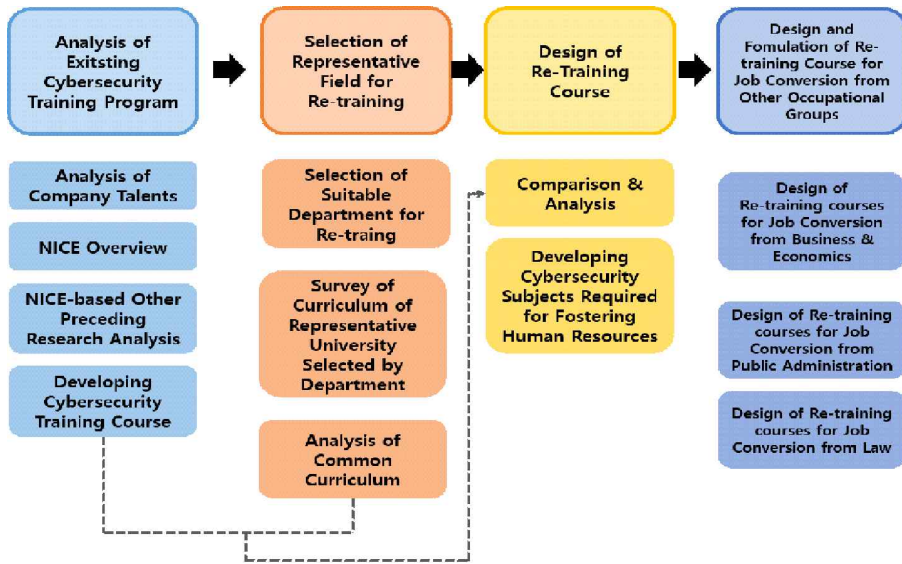 Analysis of
Exitsting
Cybersecurity
Training Program
Selection of
Representative
Field for
Re-training
Design of
Re-Training
Course
Design and
Fomulation of Re-
training Course for
Job Conversion from
Other Occupational
Groups
Analysis of
Company Talents
NICE Overview
NICE-based Other
Preceding
Research Analysis
Developing
Cybersecurity
Training Course
Selection of
Suitable
Department for
Re-traing
Survey of
Curriculum of
Representative
University
Selected by
Department
Analysis of
Common
Curriculum
Comparison &
Analysis
Developing
Cybersecurity
Subjects Required
for Fostering
Human Resources
Design of
Re-training courses
for Job Conversion
from Business &
Economics
Design of Re-training
courses for Job
Conversion from
Public Administration
Design of Re-training
courses for Job
Conversion from Law